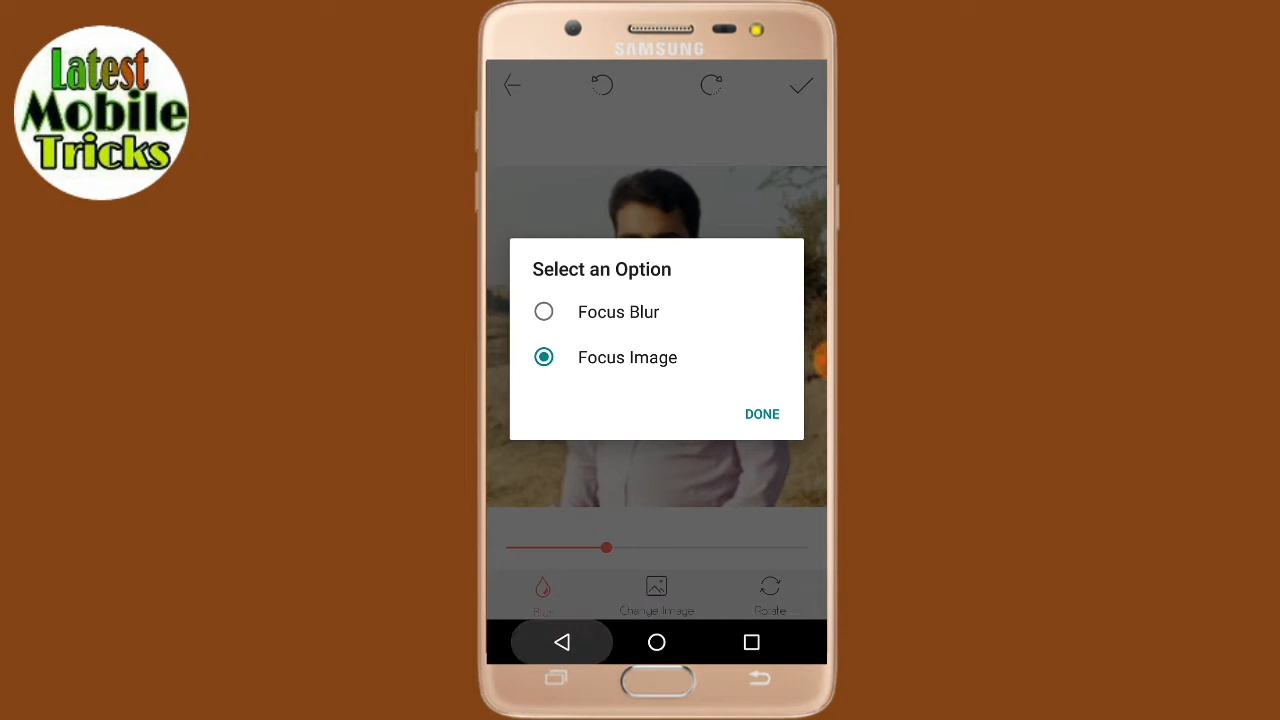 Latest
Mobile
Tricks
SAMSUNG
Select an Option
Focus Blur
Focus Image
DONE
Blur
Change Image
Rotate